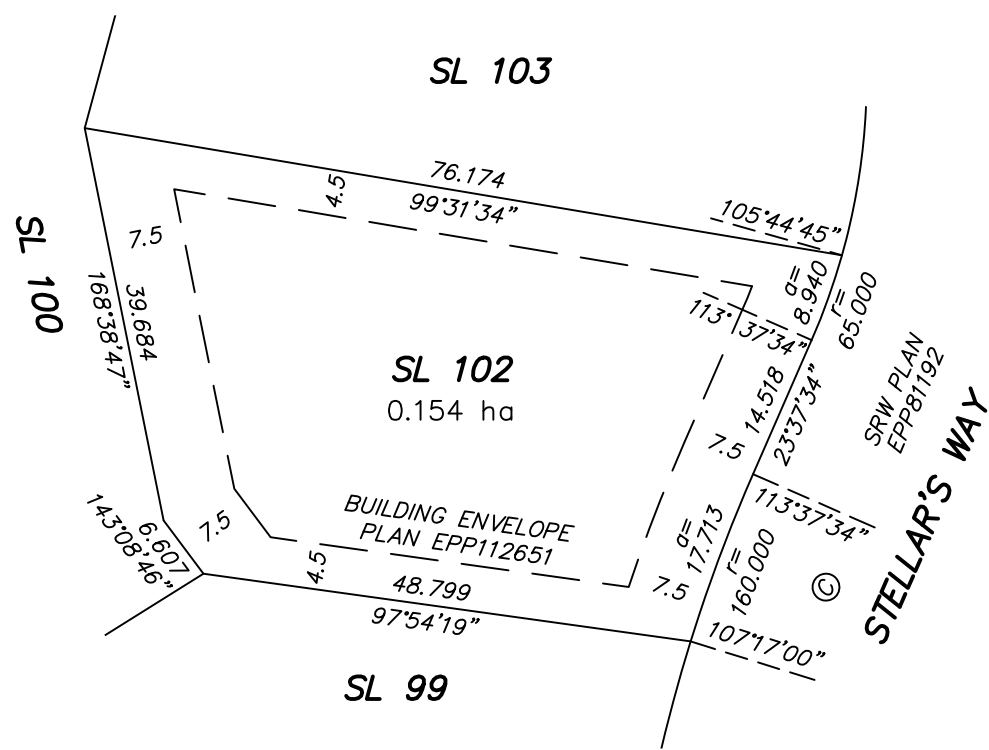 SL 103
76.174
99°31'34"
4.5
105°44'45"
7.5
SL 100
168°38'47"
39.684
a=
8.940
r=
65.000
113°37'34"
SL 102
0.154 ha
14.518
23°37'34"
7.5
SRW PLAN
EPP81192
STELLAR'S WAY
113°37'34"
BUILDING ENVELOPE
PLAN EPP112651
7.5
6.607
143°08'46"
4.5
48.799
97°54'19"
a=
17.713
7.5
r=
160.000
C
107°17'00"
SL 99